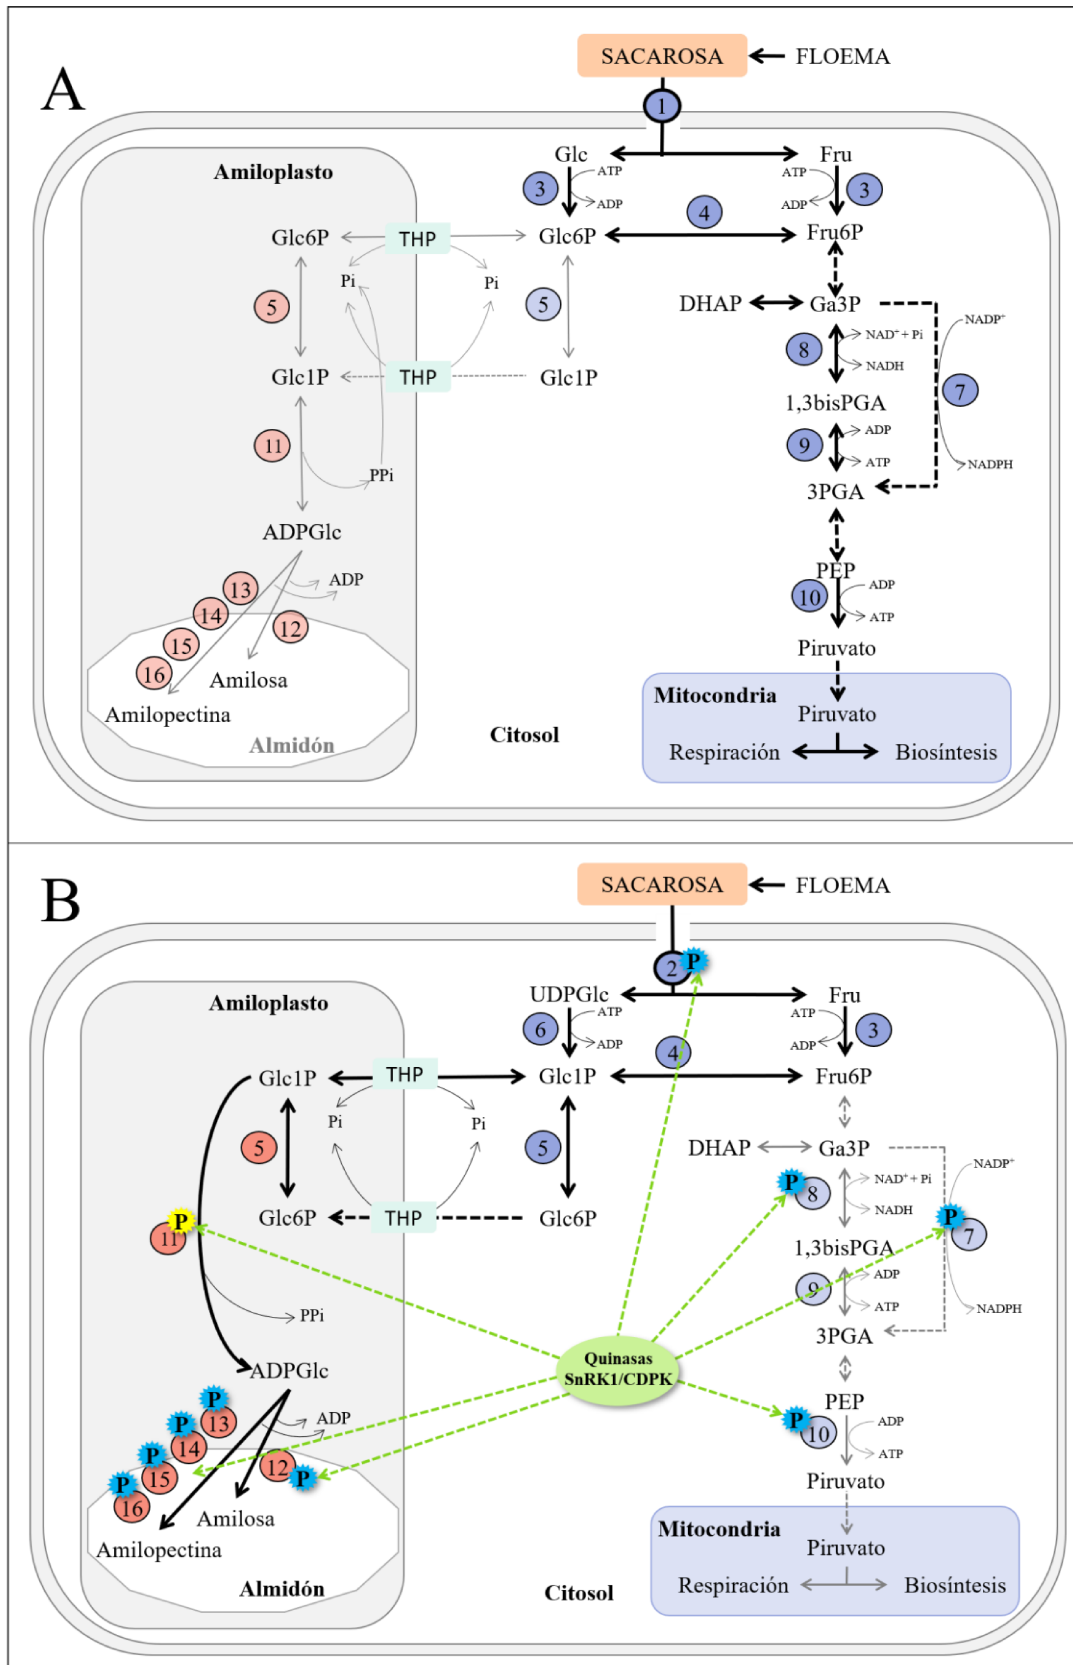 A
SACAROSA
FLOEMA
1
Amiloplasto
Glc
Fru
3
ATP
ADP
ATP
ADP
3
4
Glc6P
THP
Glc6P
Fru6P
Pi
Pi
5
5
DHAP
Ga3P
NADP⁺
8
NAD⁺ + Pi
NADH
Glc1P
THP
Glc1P
1,3bisPGA
7
11
PPi
9
ADP
ATP
NADPH
3PGA
ADPGlc
ADP
PEP
13
14
12
15
16
10
ADP
ATP
Amilosa
Piruvato
Amilopectina
Almidón
Citosol
Mitocondria
Piruvato
Respiración
Biosíntesis
B
SACAROSA
FLOEMA
2
P
Amiloplasto
UDPGlc
Fru
6
ATP
ADP
ATP
ADP
3
4
Glc1P
THP
Glc1P
Fru6P
Pi
Pi
5
5
DHAP
Ga3P
NADP⁺
P
8
NAD⁺ + Pi
NADH
Glc6P
THP
Glc6P
P
11
P
7
1,3bisPGA
9
ADP
ATP
PPi
NADPH
3PGA
Quinasas
SnRK1/CDPK
ADPGlc
ADP
PEP
P
13
P
14
P
15
P
16
12
P
P
10
ADP
ATP
Amilosa
Piruvato
Amilopectina
Almidón
Citosol
Mitocondria
Piruvato
Respiración
Biosíntesis